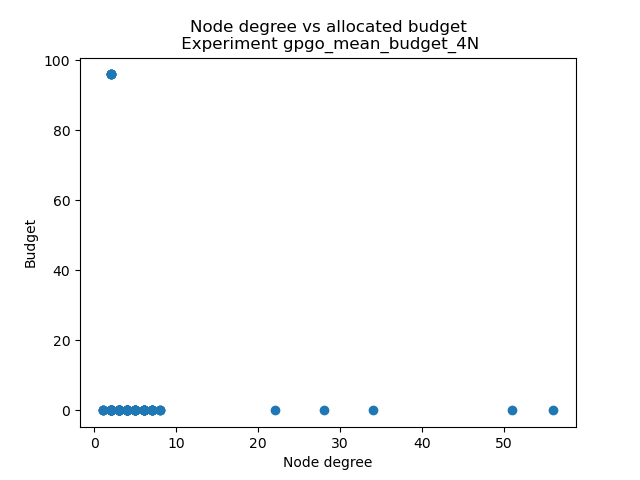 Node degree vs allocated budget
Experiment gpgo_mean_budget_4N
100
80
60
40
20
0
Budget
0 10 20 30 40 50
Node degree